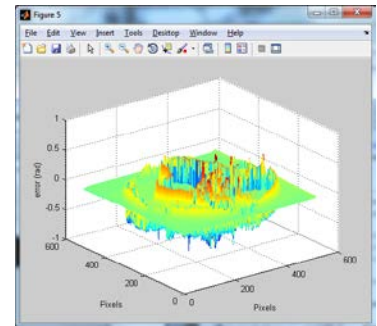 Figure 5
File Edit View Insert Tools Desktop Window Help
1
0.5
0
-0.5
-1
error (rad)
600
400
200
0
Pixels
0
200
400
600
Pixels